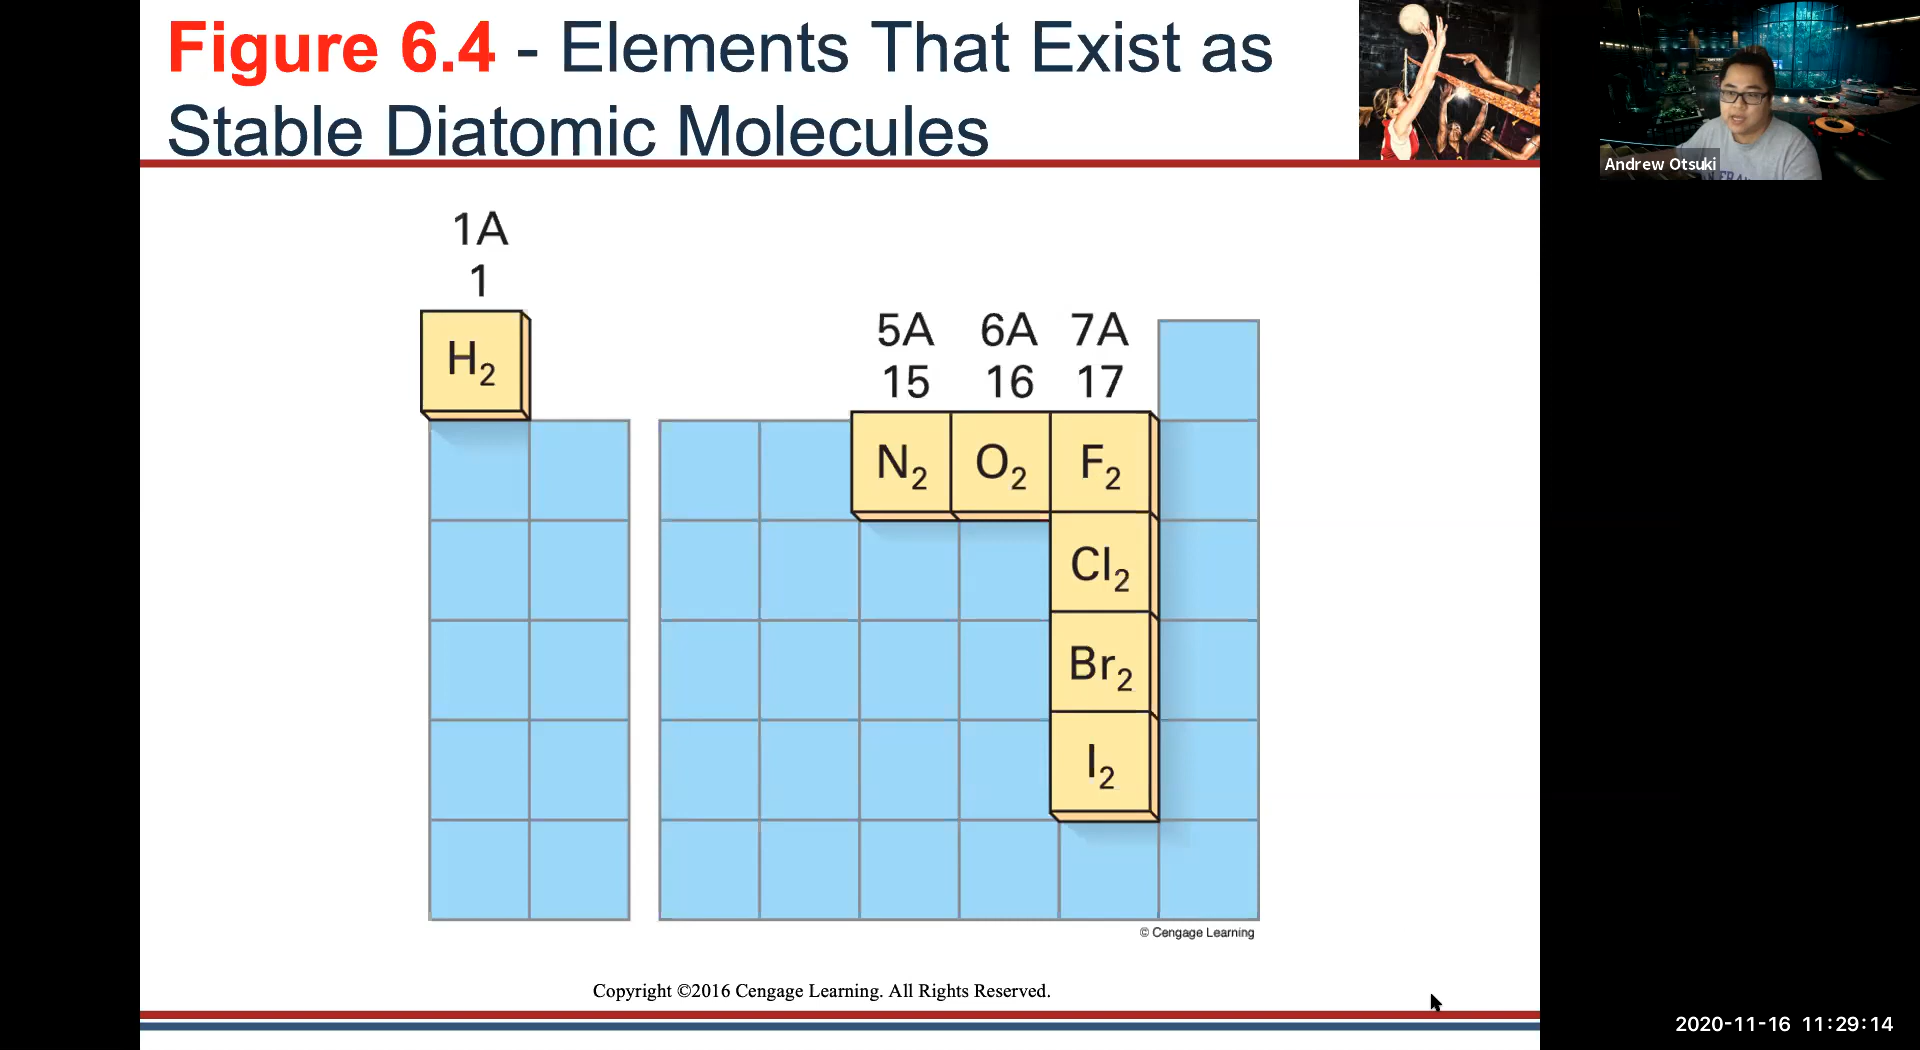 Figure 6.4 - Elements That Exist as
Stable Diatomic Molecules
Andrew Otsuki
1A
1
H₂
5A 6A 7A
15 16 17
N₂ O₂ F₂
Cl₂
Br₂
I₂
© Cengage Learning
Copyright ©2016 Cengage Learning. All Rights Reserved.
2020-11-16 11:29:14